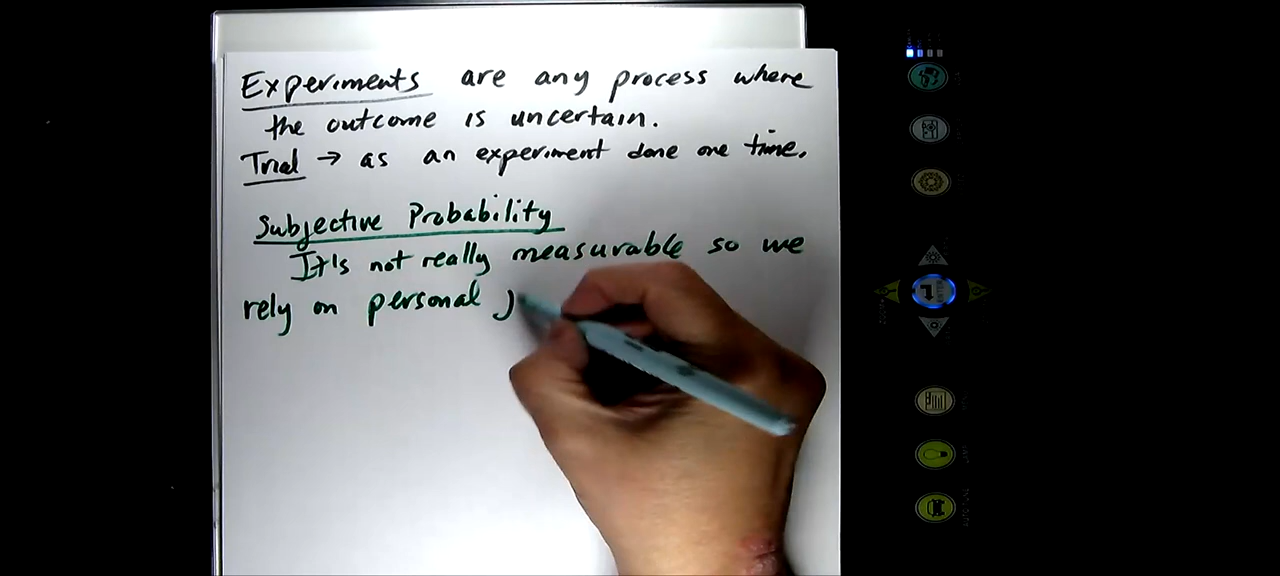 Experiments are any process where
the outcome is uncertain.
Trial → as an experiment done one time.
Subjective Probability
It's not really measurable so we
rely on personal j